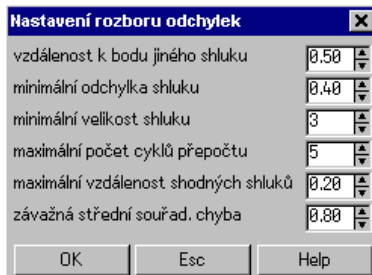 Nastavení rozboru odchylek
vzdálenost k bodu jiného shluku 0.50
minimální odchylka shluku 0.40
minimální velikost shluku 3
maximální počet cyklů přepočtu 5
maximální vzdálenost shodných shluků 0.20
závažná střední souřad. chyba 0.80
OK Esc Help